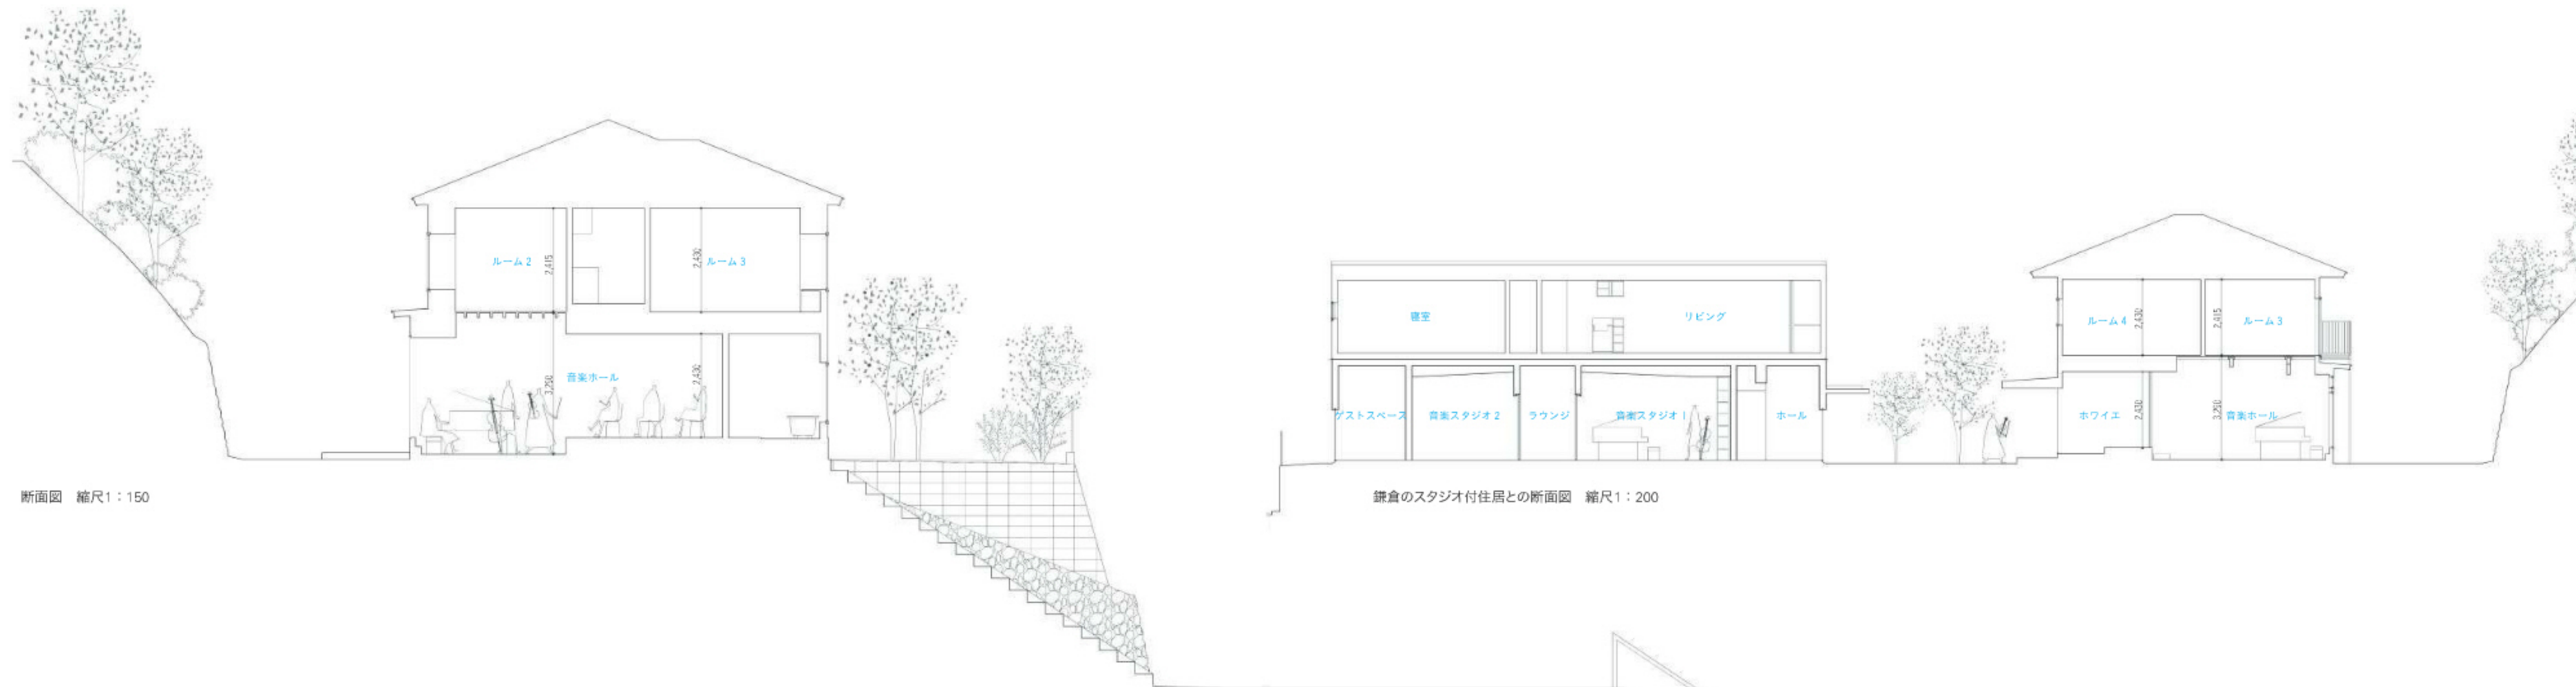 ルーム 2
2,415
2,430
ルーム 3
音楽ホール
3,250
2,430
断面図　縮尺1：150
寝室
リビング
ゲストスペース
音楽スタジオ 2
ラウンジ
音楽スタジオ 1
ホール
ルーム 4
2,430
2,415
ルーム 3
ホワイエ
2,430
3,250
音楽ホール
鎌倉のスタジオ付住居との断面図　縮尺1：200